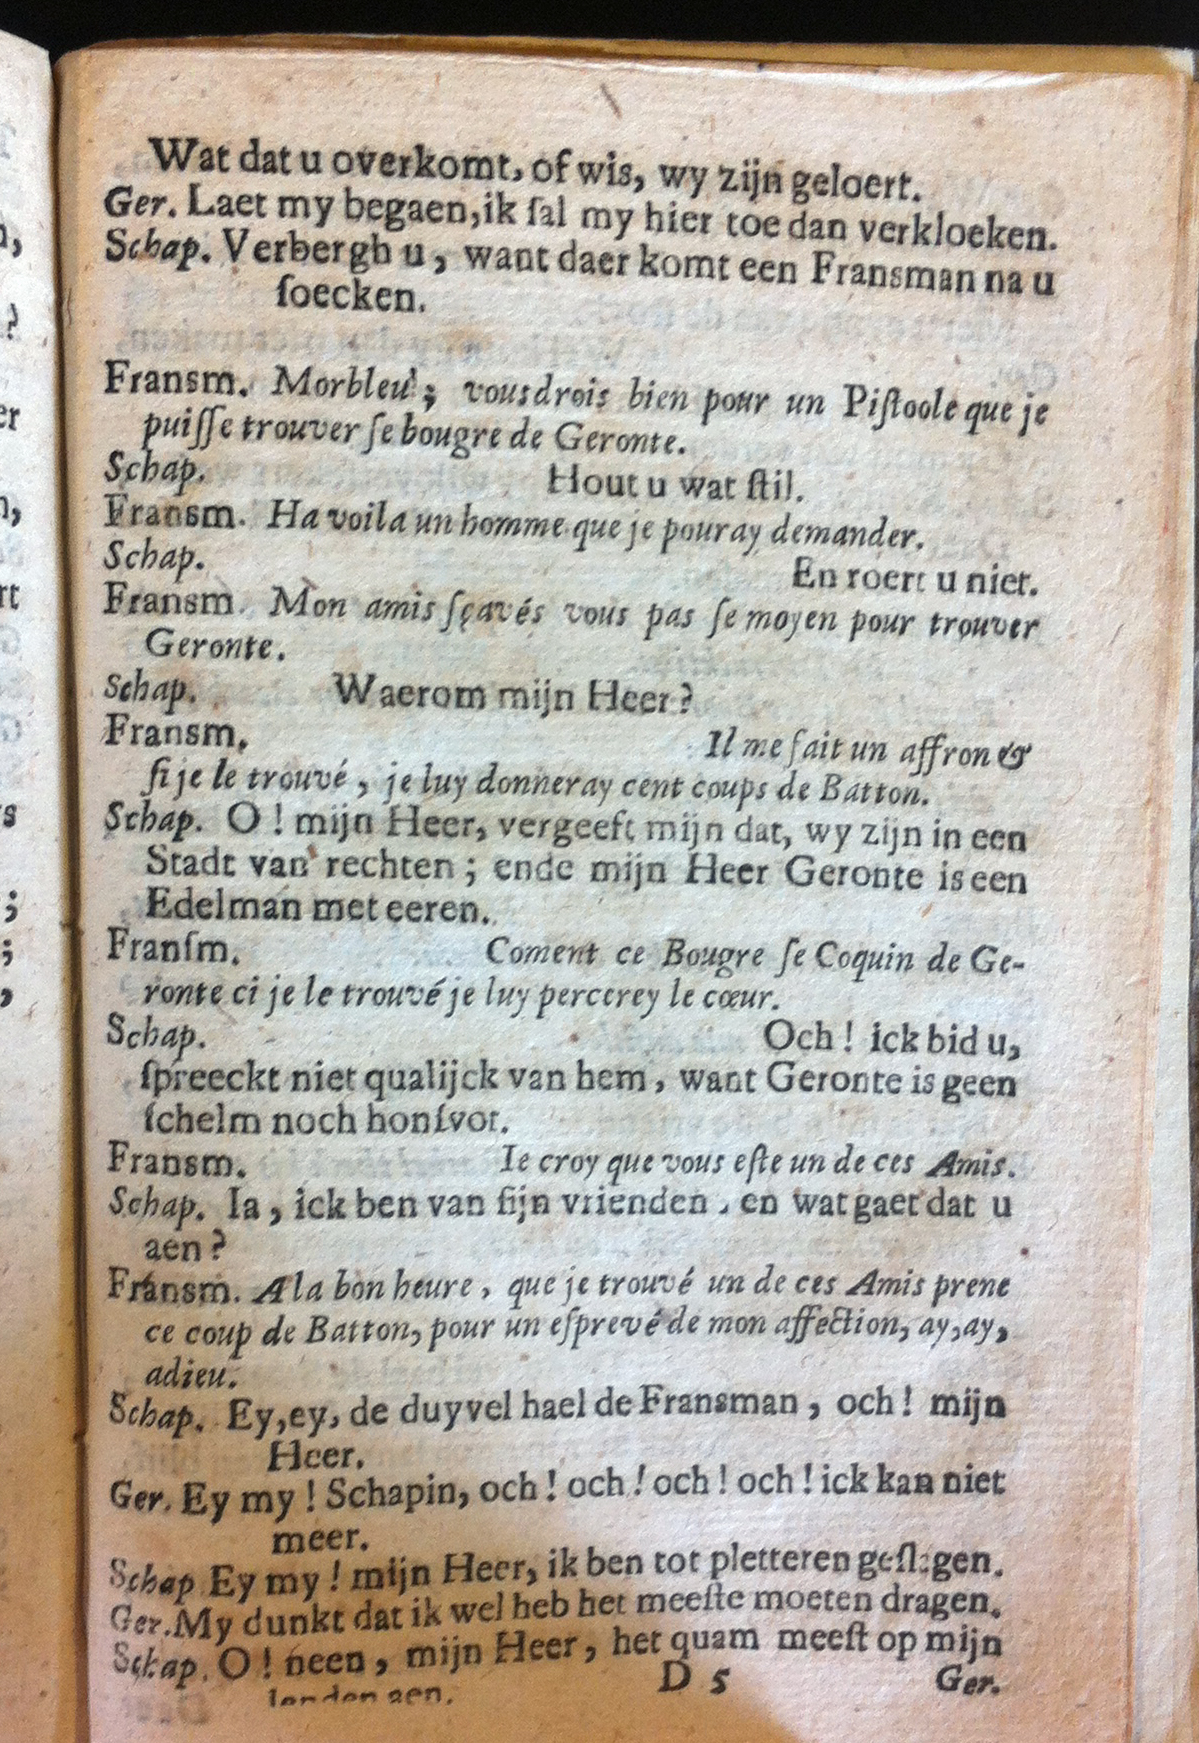 Wat dat u overkomt, of wis, wy zijn geloert.
Ger. Laet my begaen, ik ſal my hier toe dan verkloeken.
Schap. Verbergh u, want daer komt een Fransman na u
ſoecken.
Fransm. Morbleu; vousdrois bien pour un Piſtoole que je
puiſſe trouver ſe bougre de Geronte.
Schap. Hout u wat ſtil.
Fransm. Ha voila un homme que je pouray demander.
Schap. En roert u niet.
Fransm. Mon amis ſçavés vous pas ſe moyen pour trouver
Geronte.
Schap. Waerom mijn Heer?
Fransm. Il me fait un affron &
ſi je le trouvé, je luy donneray cent coups de Batton.
Schap. O! mijn Heer, vergeeft mijn dat, wy zijn in een
Stadt van rechten; ende mijn Heer Geronte is een
Edelman met eeren.
Franſm. Coment ce Bougre ſe Coquin de Ge-
ronte ci je le trouvé je luy percerey le cœur.
Schap. Och! ick bid u,
ſpreeckt niet qualijck van hem, want Geronte is geen
ſchelm noch honſvot.
Fransm. Ie croy que vous eſte un de ces Amis.
Schap. Ia, ick ben van ſijn vrienden, en wat gaet dat u
aen?
Fransm. A la bon heure, que je trouvé un de ces Amis prene
ce coup de Batton, pour un eſprevé de mon affection, ay, ay,
adieu.
Schap. Ey, ey, de duyvel hael de Fransman, och! mijn
Heer.
Ger. Ey my! Schapin, och! och! och! och! ick kan niet
meer.
Schap Ey my! mijn Heer, ik ben tot pletteren geſlagen.
Ger. My dunkt dat ik wel heb het meeſte moeten dragen.
Schap. O! neen, mijn Heer, het quam meeſt op mijn
lenden aen.
D 5 Ger.